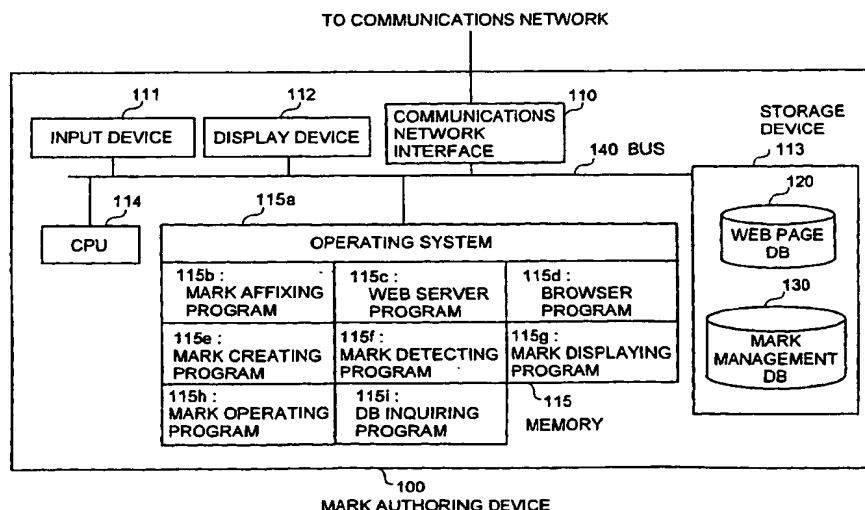 TO COMMUNICATIONS NETWORK
111
112
110
INPUT DEVICE
DISPLAY DEVICE
COMMUNICATIONS
NETWORK
INTERFACE
STORAGE
DEVICE
113
140 BUS
114
115a
120
CPU
OPERATING SYSTEM
WEB PAGE
DB
115b :
MARK AFFIXING
PROGRAM
115c :
WEB SERVER
PROGRAM
115d :
BROWSER
PROGRAM
130
115e :
MARK CREATING
PROGRAM
115f :
MARK DETECTING
PROGRAM
115g :
MARK DISPLAYING
PROGRAM
MARK
MANAGEMENT
DB
115h :
MARK OPERATING
PROGRAM
115i :
DB INQUIRING
PROGRAM
115
MEMORY
100
MARK AUTHORING DEVICE